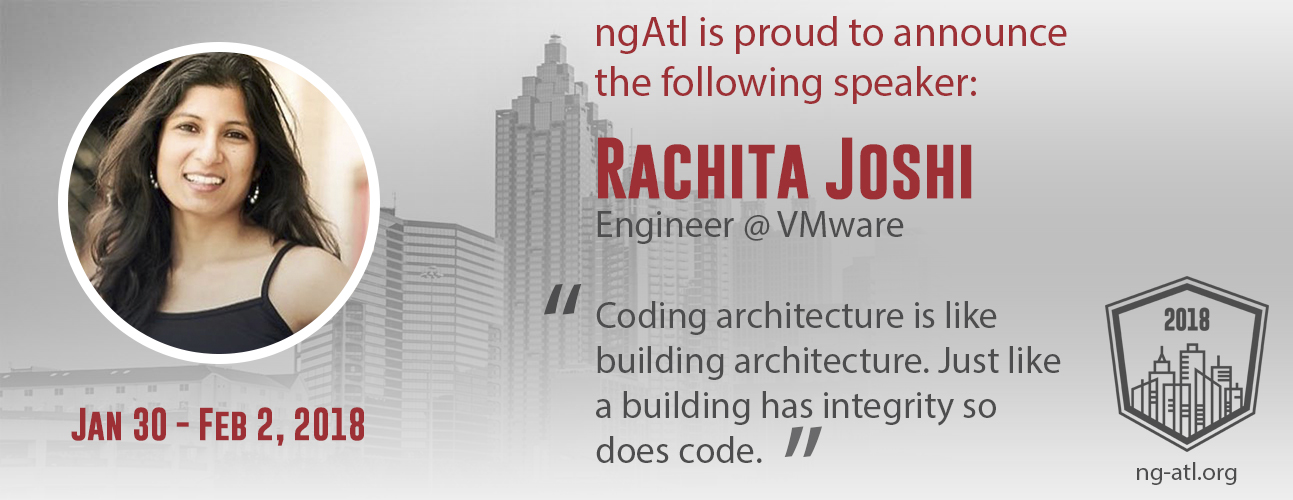 ngAtl is proud to announce
the following speaker:
RACHITA JOSHI
Engineer @ VMware
" Coding architecture is like
building architecture. Just like
a building has integrity so
does code. "
JAN 30 - FEB 2, 2018
2018
ng-atl.org